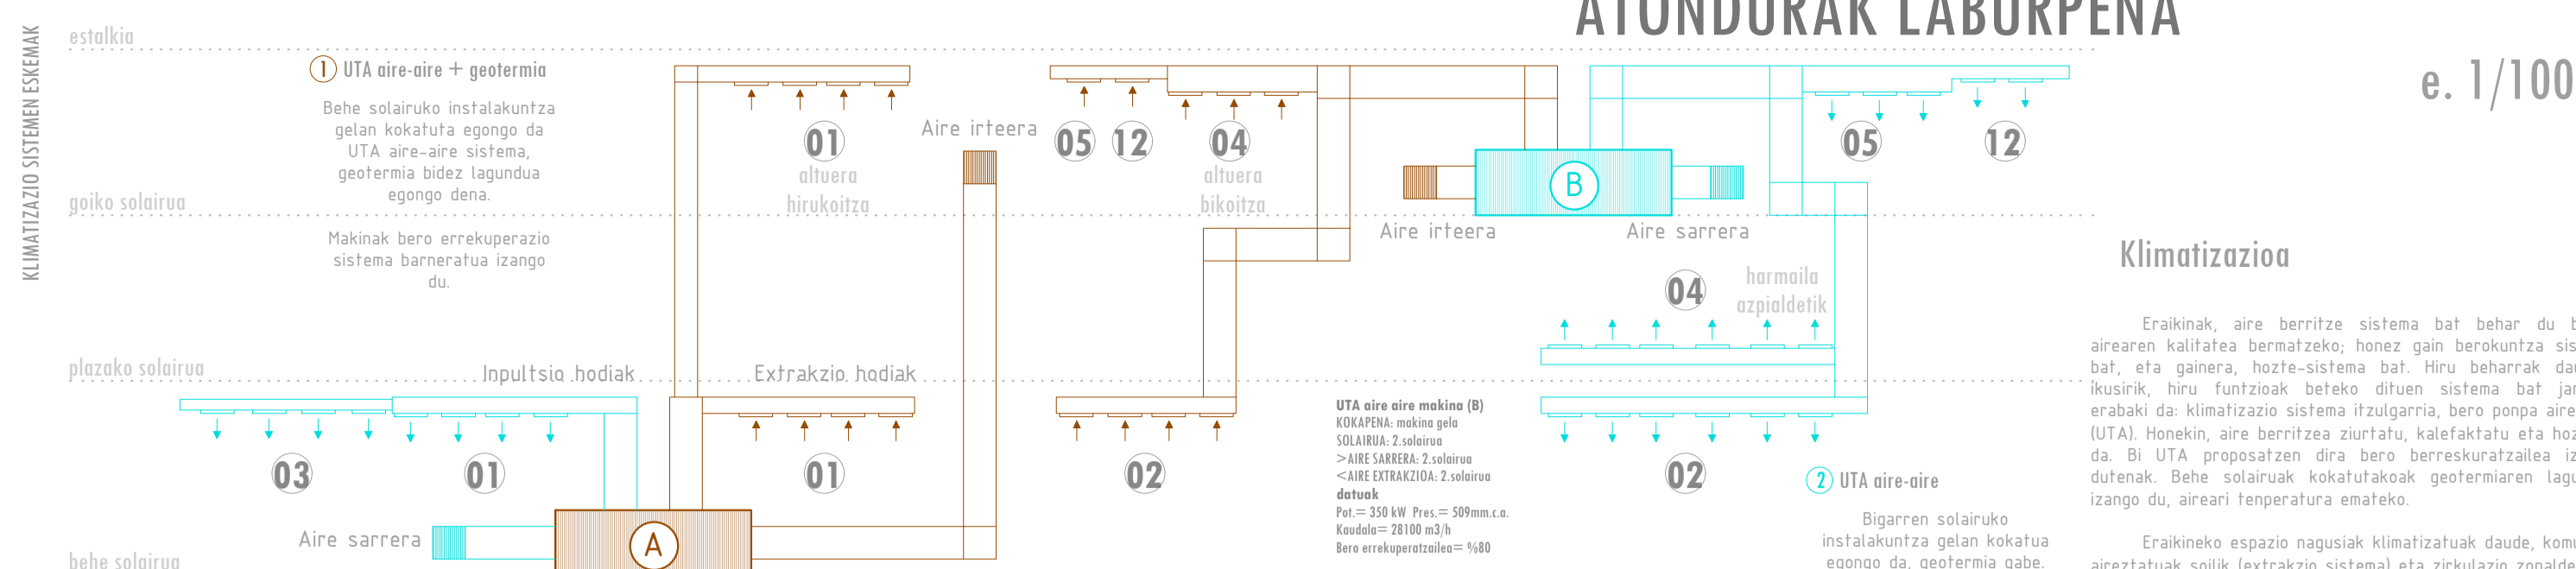 ATONDURAK LABURPENA
e. 1/100
KLIMATIZAZIO SISTEMEN ESKEMAK
estalkia
goiko solairua
plazako solairua
behe solairua
1 UTA aire-aire + geotermia
Behe solairuko instalakuntza
gelan kokatuta egongo da
UTA aire-aire sistema,
geotermia bidez lagundua
egongo dena.
Makinak bero errekuperazio
sistema barneratua izango
du.
01
altuera
hirukoitza
Aire irteera
05
12
04
altuera
bikoitza
B
Aire irteera
Aire sarrera
05
12
04
harmaila
azpialdetik
Inpultsio hodiak
Extrakzio hodiak
03
01
01
02
02
Aire sarrera
A
UTA aire aire makina (B)
KOKAPENA: makina gela
SOLAIRUA: 2.solairua
>AIRE SARRERA: 2.solairua
<AIRE EXTRAKZIOA: 2.solairua
datuak
Pot.= 350 kW Pres.= 509mm.c.a.
Kaudala= 28100 m3/h
Bero errekuperatzailea= %80
2 UTA aire-aire
Bigarren solairuko
instalakuntza gelan kokatua
egongo da, geotermia gabe.
Klimatizazioa
Eraikinak, aire berritze sistema bat behar du
airearen kalitatea bermatzeko; honez gain berokuntza
bat, eta gainera, hozte-sistema bat. Hiru beharrak
ikusirik, hiru funtzioak beteko dituen sistema bat
erabaki da: klimatizazio sistema itzulgarria, bero ponpa
(UTA). Honekin, aire berritzea ziurtatu, kalefaktatu eta
da. Bi UTA proposatzen dira bero berreskuratzailea
dutenak. Behe solairuak kokatutakoak geotermiaren
izango du, aireari tenperatura emateko.
Eraikineko espazio nagusiak klimatizatuak daude,
aireztatuak soilik (extrakzio sistema) eta zirkulazio